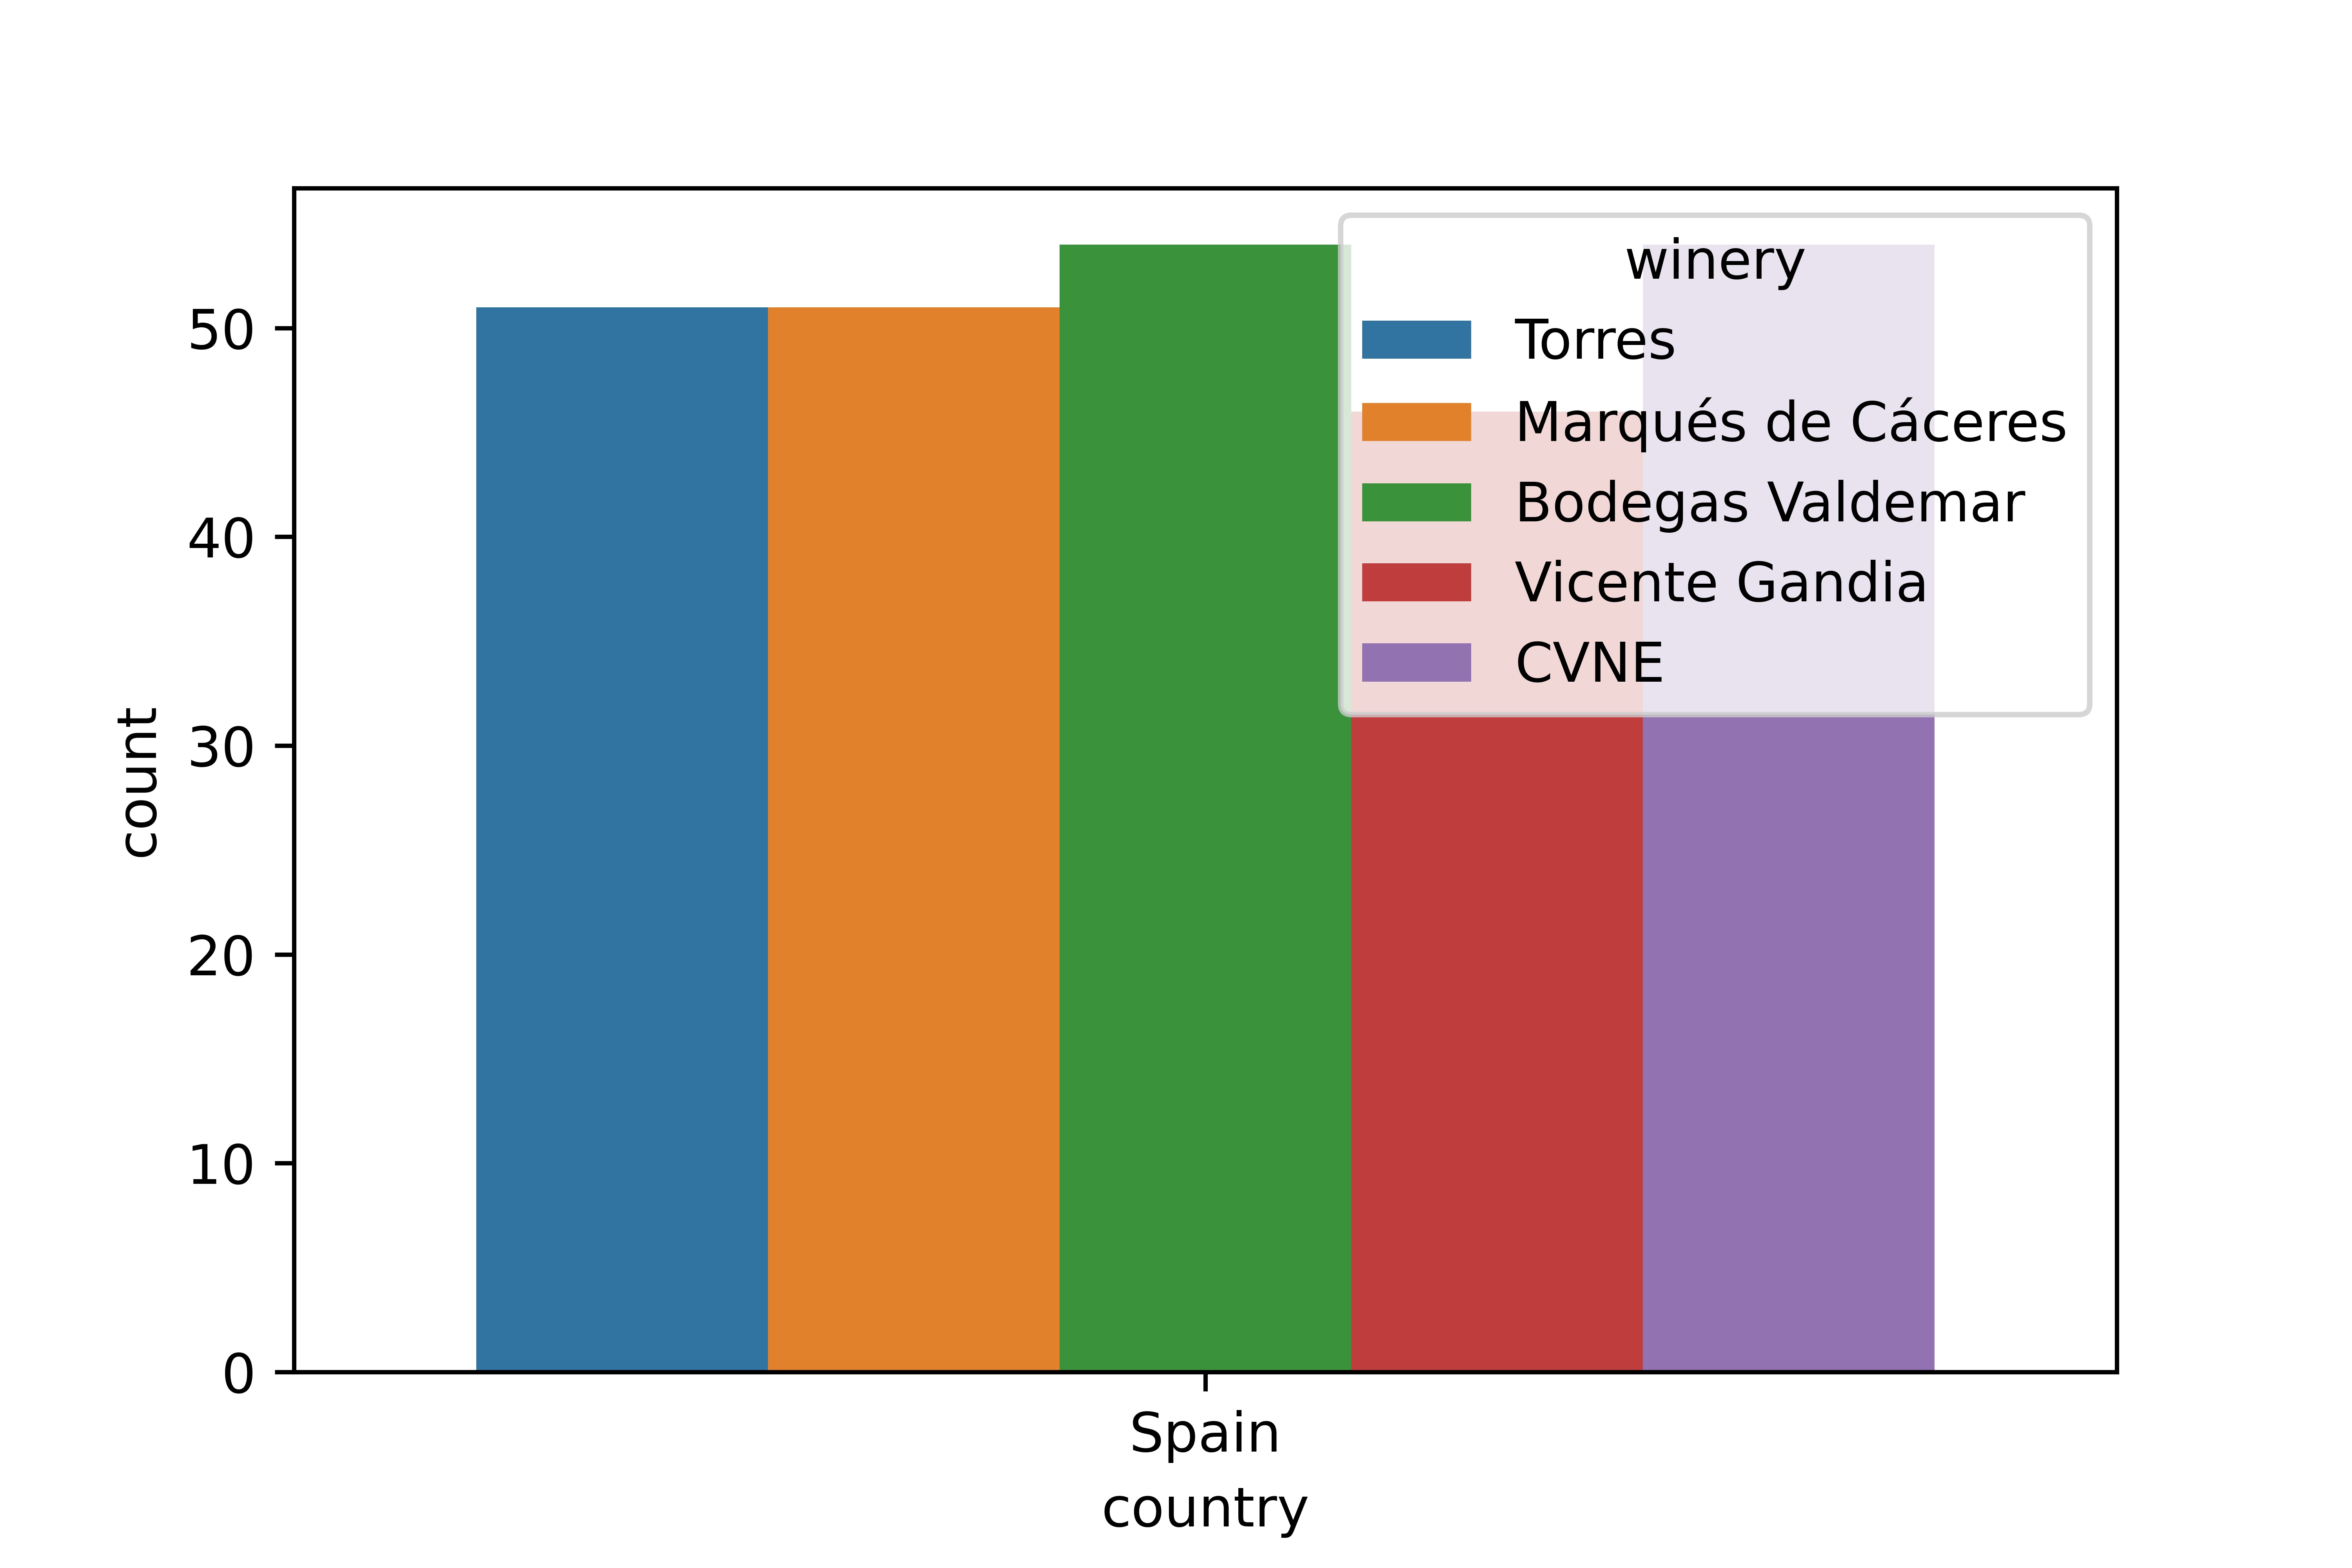 winery
Torres
Marqués de Cáceres
Bodegas Valdemar
Vicente Gandia
CVNE
50
40
30
20
10
0
count
Spain
country